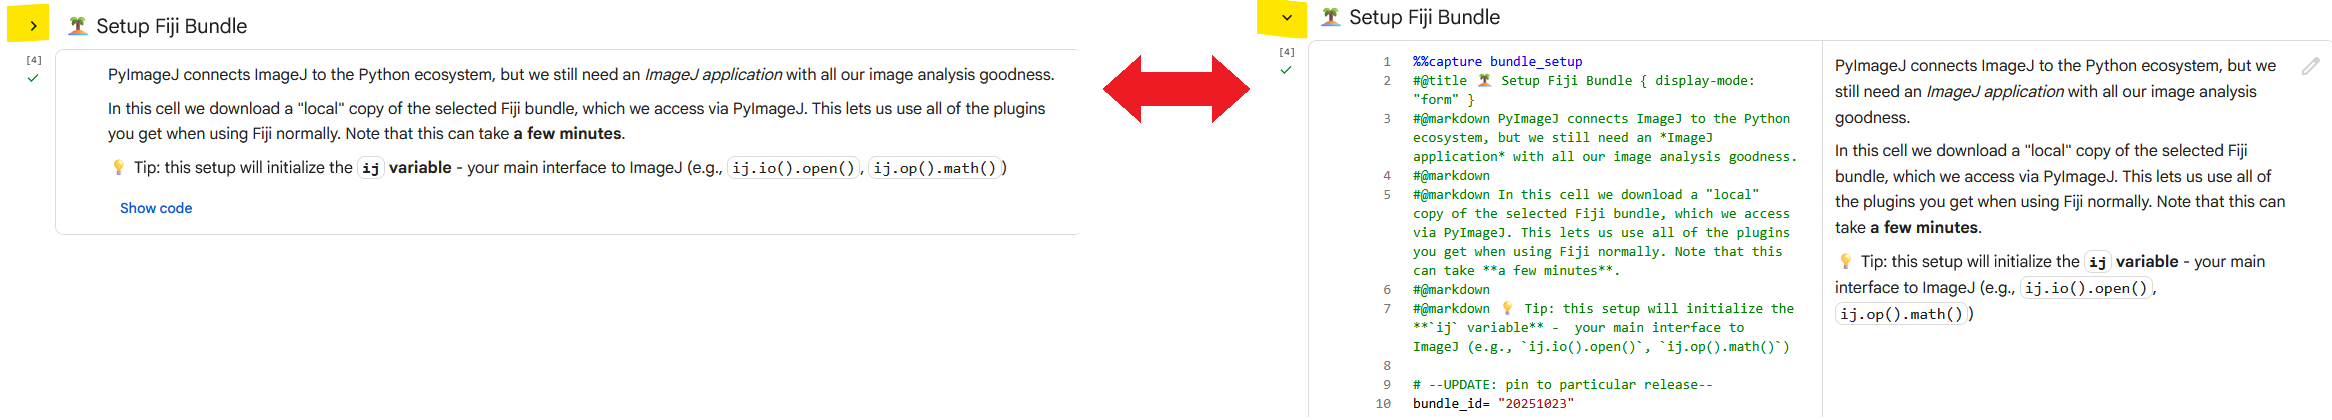 🌴 Setup Fiji Bundle
[4]
PyImageJ connects ImageJ to the Python ecosystem, but we still need an ImageJ application with all our image analysis goodness.
In this cell we download a "local" copy of the selected Fiji bundle, which we access via PyImageJ. This lets us use all of the plugins
you get when using Fiji normally. Note that this can take a few minutes.
💡 Tip: this setup will initialize the ij variable - your main interface to ImageJ (e.g., ij.io().open(), ij.op().math())
Show code
🌴 Setup Fiji Bundle
[4]
1 %%capture bundle_setup
2 #@title 🌴 Setup Fiji Bundle { display-mode:
"form" }
3 #@markdown PyImageJ connects ImageJ to the Python
ecosystem, but we still need an *ImageJ
application* with all our image analysis goodness.
4 #@markdown
5 #@markdown In this cell we download a "local"
copy of the selected Fiji bundle, which we access
via PyImageJ. This lets us use all of the plugins
you get when using Fiji normally. Note that this
can take **a few minutes**.
6 #@markdown
7 #@markdown 💡 Tip: this setup will initialize the
**`ij` variable** -  your main interface to
ImageJ (e.g., `ij.io().open()`, `ij.op().math()`)
8
9 # --UPDATE: pin to particular release--
10 bundle_id= "20251023"
PyImageJ connects ImageJ to the Python ecosystem, but we
still need an ImageJ application with all our image analysis
goodness.
In this cell we download a "local" copy of the selected Fiji
bundle, which we access via PyImageJ. This lets us use all of
the plugins you get when using Fiji normally. Note that this can
take a few minutes.
💡 Tip: this setup will initialize the ij variable - your main
interface to ImageJ (e.g., ij.io().open(),
ij.op().math())